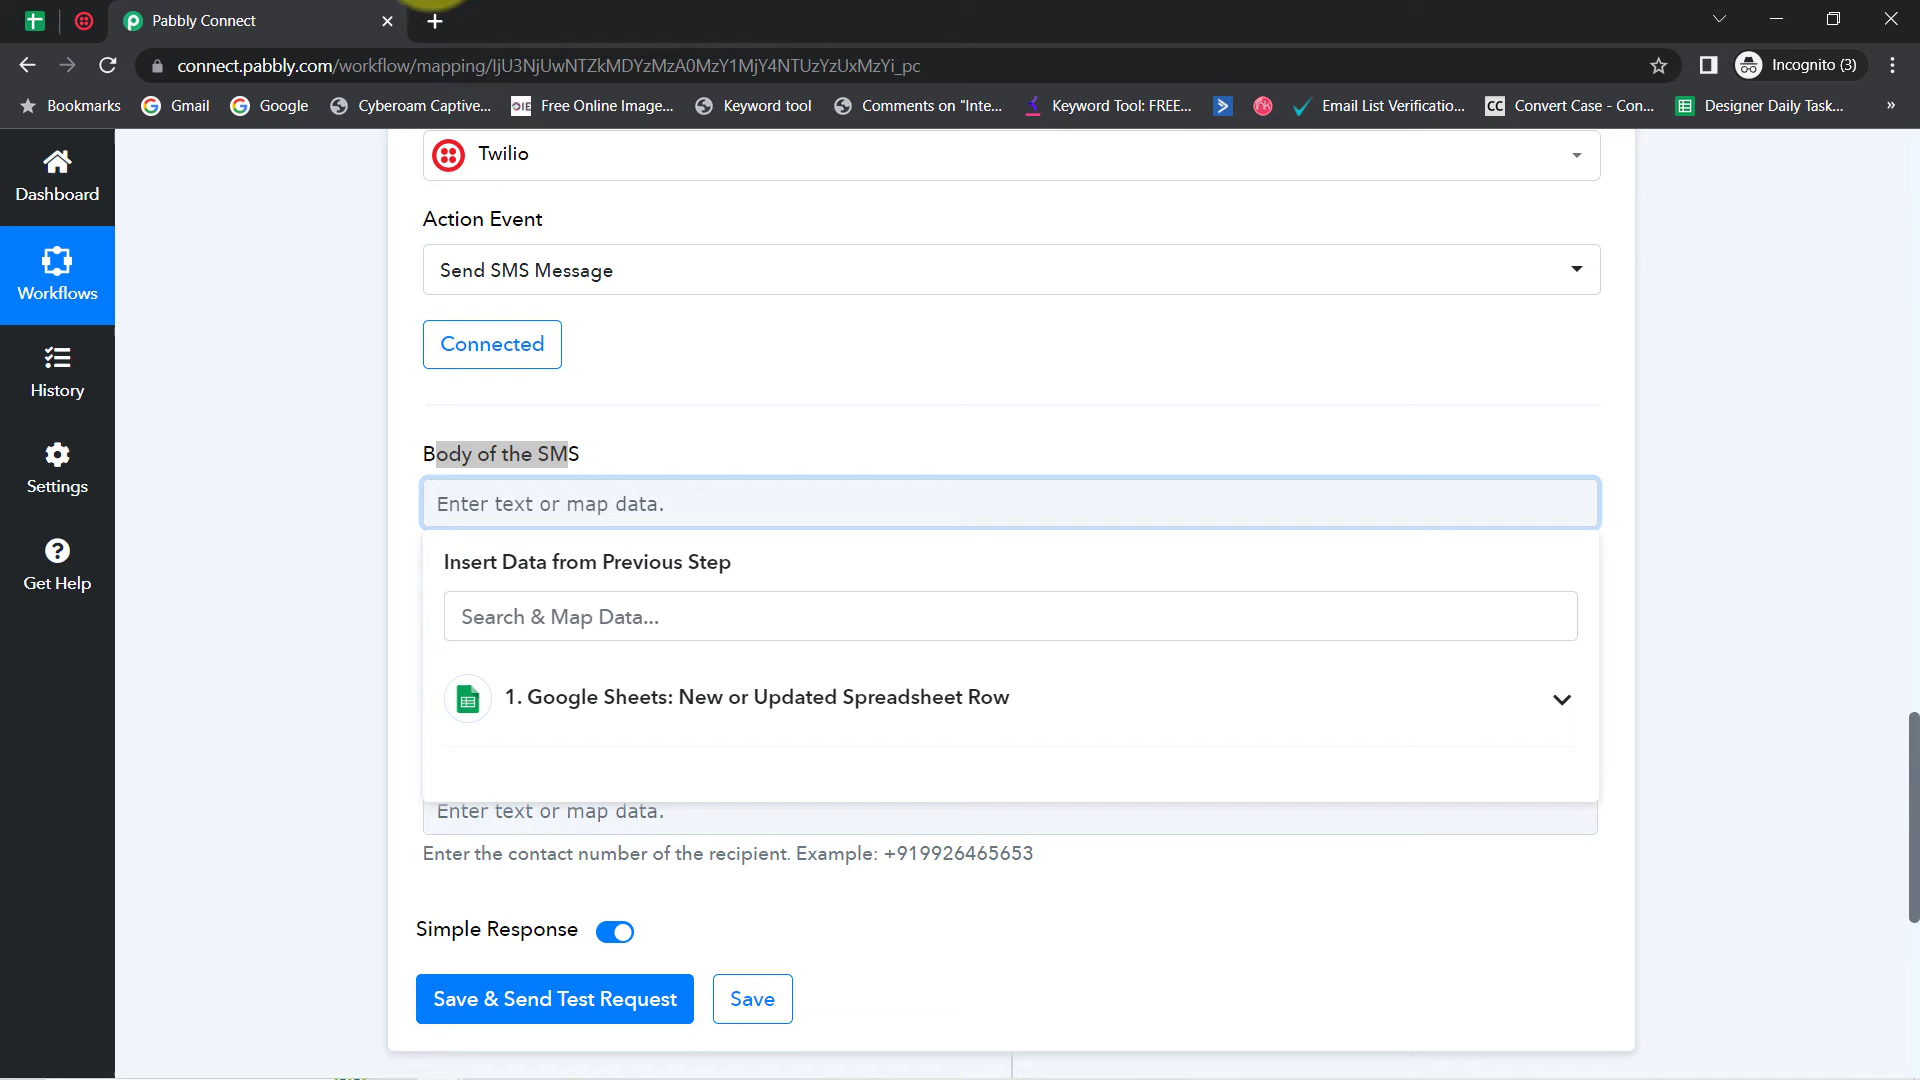 Pabbly Connect
connect.pabbly.com/workflow/mapping/IjU3NjUwNTZkMDYzMzA0MzY1MjY4NTUzYzUxMzYi_pc
Incognito (3)
Bookmarks
Gmail
Google
Cyberoam Captive...
OIE Free Online Image...
Keyword tool
Comments on "Inte...
Keyword Tool: FREE...
Email List Verificatio...
CC Convert Case - Con...
Designer Daily Task...
»
Dashboard
Workflows
History
Settings
Get Help
Twilio
Action Event
Send SMS Message
Connected
Body of the SMS
Enter text or map data.
Insert Data from Previous Step
Search & Map Data...
1. Google Sheets: New or Updated Spreadsheet Row
Enter text or map data.
Enter the contact number of the recipient. Example: +919926465653
Simple Response
Save & Send Test Request
Save